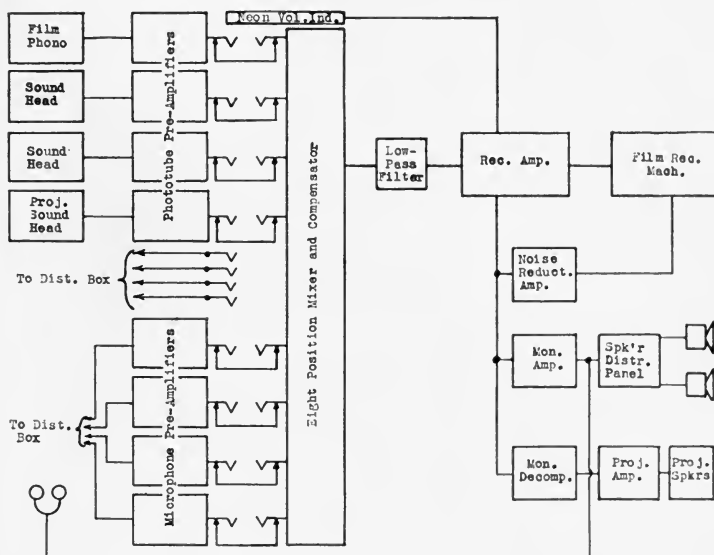 Neon Vol.Ind.
Film
Phono
Sound
Head
Sound
Head
Proj.
Sound
Head
Phototube Pre-Amplifiers
To Dist. Box
To Dist.
Box
Microphone Pre-Amplifiers
Eight Position Mixer and Compensator
Low-
Pass
Filter
Rec. Amp.
Film Rec.
Mach.
Noise
Reduct.
Amp.
Mon.
Amp.
Spk'r
Distr.
Panel
Mon.
Decomp.
Proj.
Amp.
Proj.
Spkrs